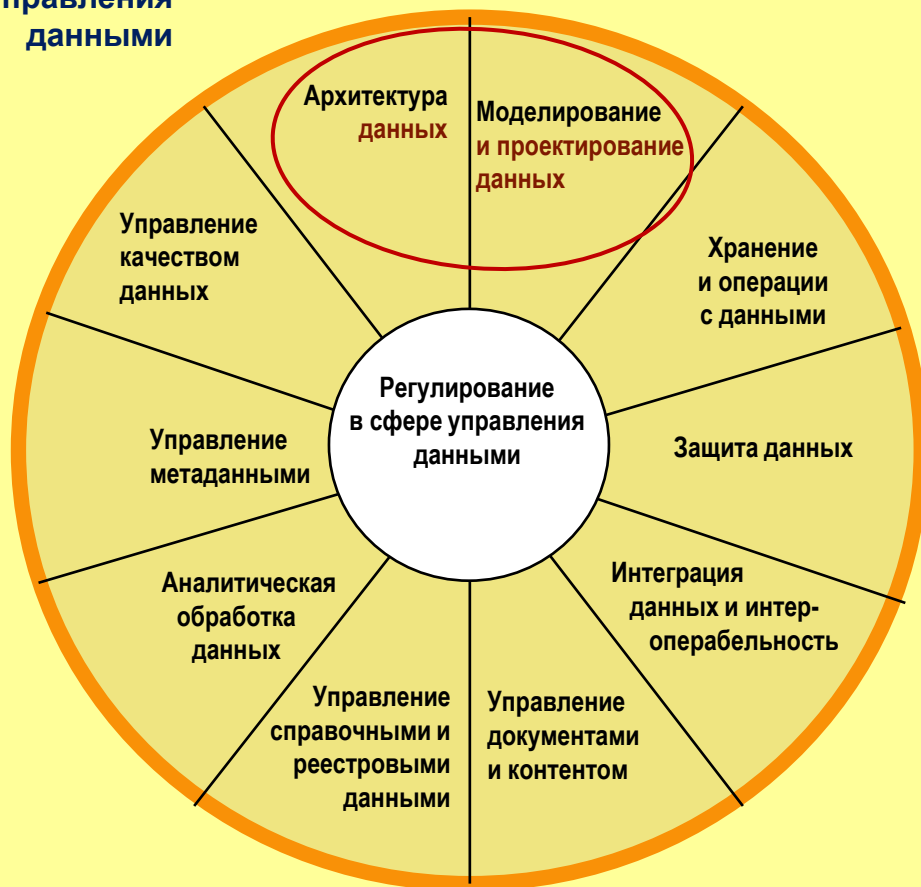 данными
Архитектура
данных
Моделирование
и проектирование
данных
Хранение
и операции
с данными
Защита данных
Интеграция
данных и интер-
операбельность
Управление
документами
и контентом
Управление
справочными и
реестровыми
данными
Аналитическая
обработка
данных
Управление
метаданными
Управление
качеством
данных
Регулирование
в сфере управления
данными